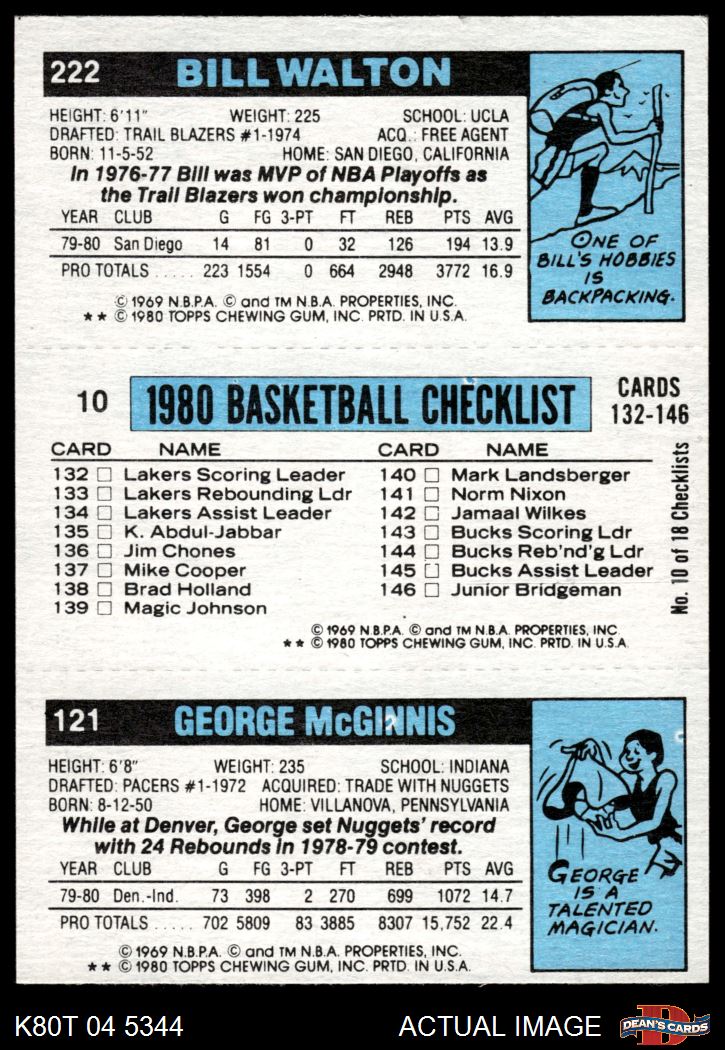 222 BILL WALTON
HEIGHT: 6'11" WEIGHT: 225 SCHOOL: UCLA
DRAFTED: TRAIL BLAZERS #1-1974 ACQ.: FREE AGENT
BORN: 11-5-52 HOME: SAN DIEGO, CALIFORNIA
In 1976-77 Bill was MVP of NBA Playoffs as
the Trail Blazers won championship.
YEAR CLUB G FG 3-PT FT REB PTS AVG
79-80 San Diego 14 81 0 32 126 194 13.9
PRO TOTALS ..... 223 1554 0 664 2948 3772 16.9
© 1969 N.B.P.A. © and TM N.B.A. PROPERTIES, INC.
** © 1980 TOPPS CHEWING GUM, INC. PRTD. IN U.S.A.
ONE OF
BILL'S HOBBIES
IS
BACKPACKING.
10 1980 BASKETBALL CHECKLIST CARDS
132-146
CARD NAME
132 □ Lakers Scoring Leader
133 □ Lakers Rebounding Ldr
134 □ Lakers Assist Leader
135 □ K. Abdul-Jabbar
136 □ Jim Chones
137 □ Mike Cooper
138 □ Brad Holland
139 □ Magic Johnson
CARD NAME
140 □ Mark Landsberger
141 □ Norm Nixon
142 □ Jamaal Wilkes
143 □ Bucks Scoring Ldr
144 □ Bucks Reb'nd'g Ldr
145 □ Bucks Assist Leader
146 □ Junior Bridgeman
No. 10 of 18 Checklists
© 1969 N.B.P.A. © and TM N.B.A. PROPERTIES, INC.
** © 1980 TOPPS CHEWING GUM, INC. PRTD. IN U.S.A.
121 GEORGE McGINNIS
HEIGHT: 6'8" WEIGHT: 235 SCHOOL: INDIANA
DRAFTED: PACERS #1-1972 ACQUIRED: TRADE WITH NUGGETS
BORN: 8-12-50 HOME: VILLANOVA, PENNSYLVANIA
While at Denver, George set Nuggets' record
with 24 Rebounds in 1978-79 contest.
YEAR CLUB G FG 3-PT FT REB PTS AVG
79-80 Den.-Ind. 73 398 2 270 699 1072 14.7
PRO TOTALS ..... 702 5809 83 3885 8307 15,752 22.4
© 1969 N.B.P.A. © and TM N.B.A. PROPERTIES, INC.
** © 1980 TOPPS CHEWING GUM, INC. PRTD. IN U.S.A.
GEORGE
IS A
TALENTED
MAGICIAN.
K80T 04 5344 ACTUAL IMAGE D DEAN'S CARDS